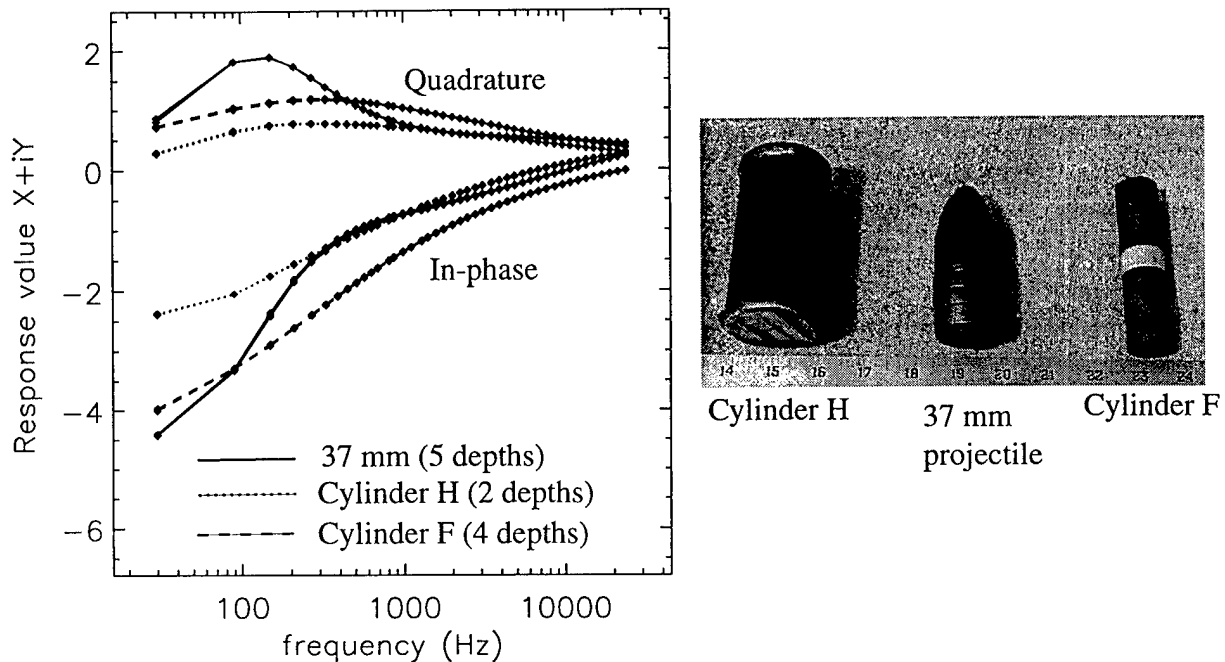 Response value X+iY
2
0
−2
−4
−6
Quadrature
In-phase
37 mm (5 depths)
Cylinder H (2 depths)
Cylinder F (4 depths)
100
1000
10000
frequency (Hz)
14 15 16 17 18 19 20 21 22 23 24
Cylinder H
37 mm
projectile
Cylinder F